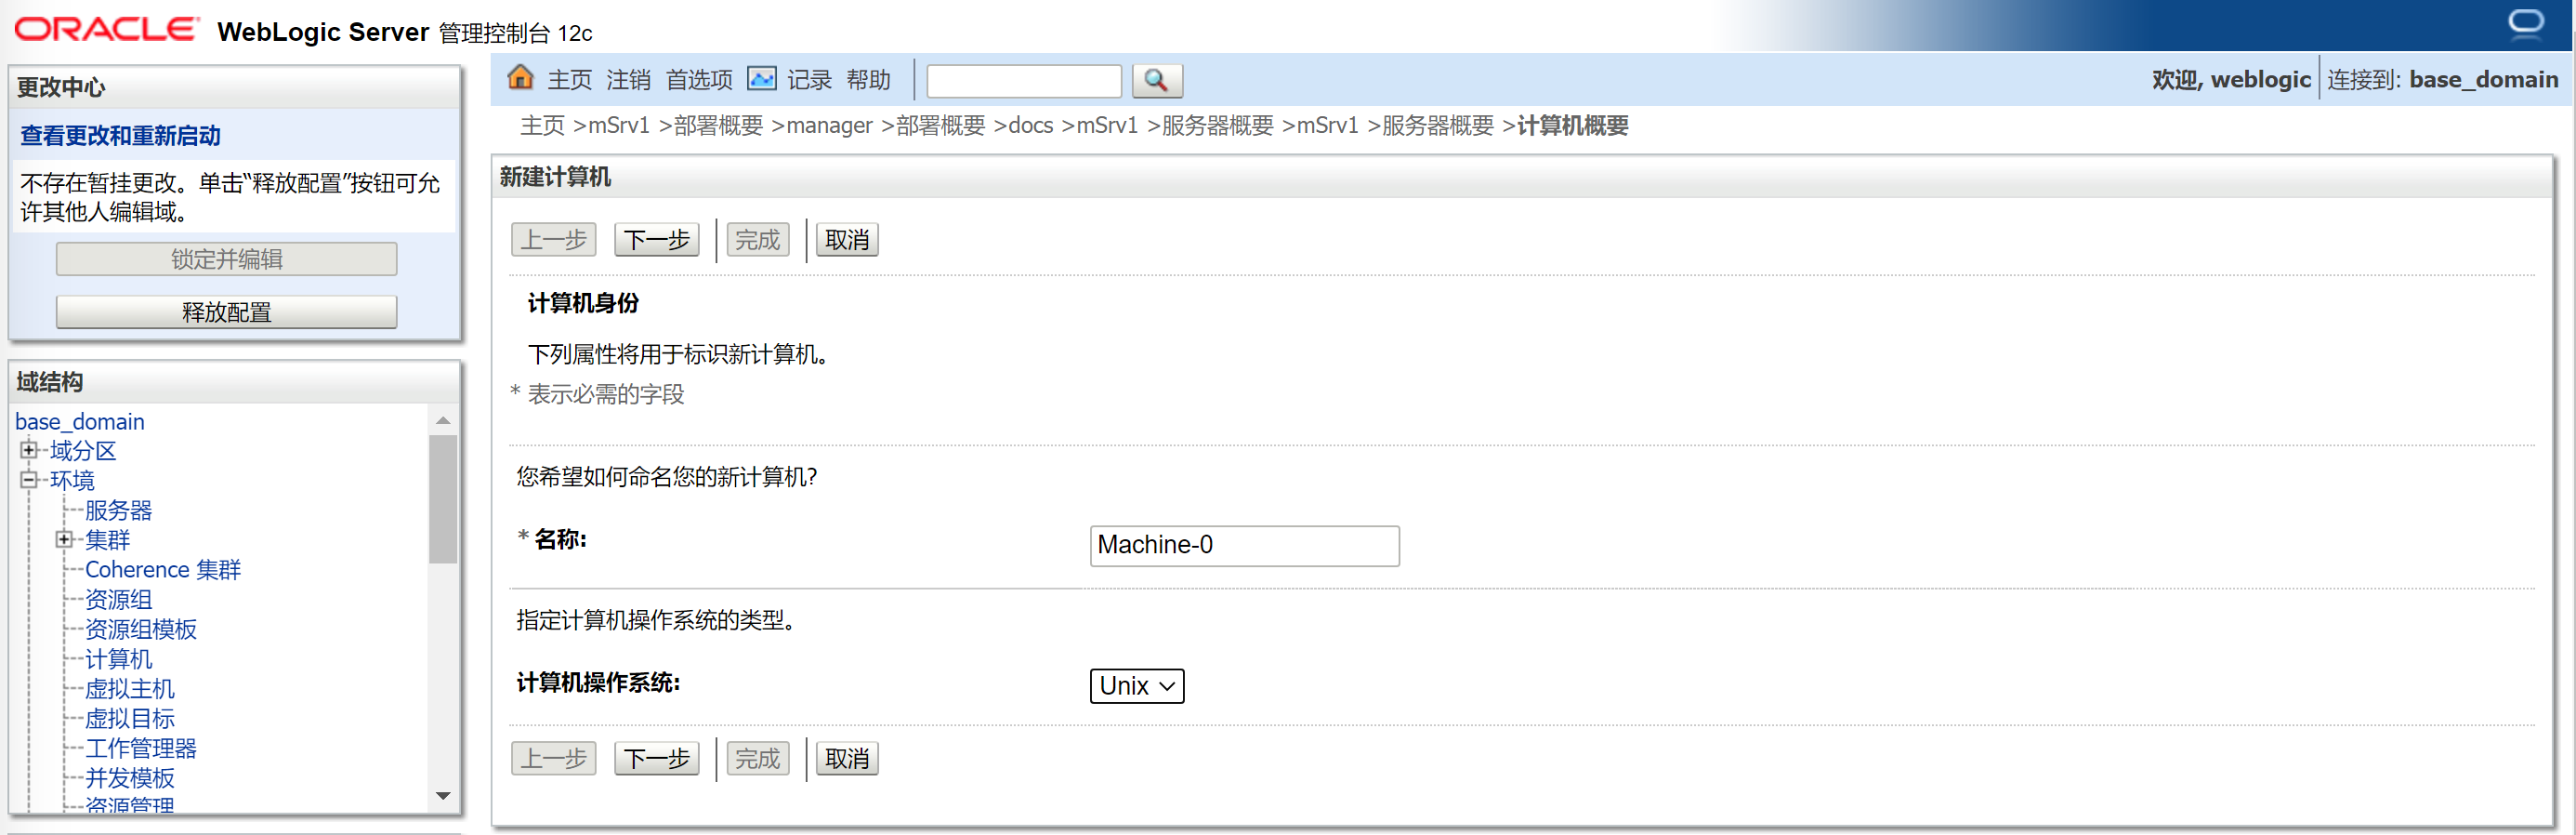 ORACLE WebLogic Server 管理控制台 12c
更改中心
查看更改和重新启动
不存在暂挂更改。单击“释放配置”按钮可允
许其他人编辑域。
锁定并编辑
释放配置
域结构
base_domain
域分区
环境
服务器
集群
Coherence 集群
资源组
资源组模板
计算机
虚拟主机
虚拟目标
工作管理器
并发模板
资源管理
主页 注销 首选项 记录 帮助
欢迎, weblogic 连接到: base_domain
主页 >mSrv1 >部署概要 >manager >部署概要 >docs >mSrv1 >服务器概要 >mSrv1 >服务器概要 >计算机概要
新建计算机
上一步 下一步 完成 取消
计算机身份
下列属性将用于标识新计算机。
* 表示必需的字段
您希望如何命名您的新计算机?
* 名称: Machine-0
指定计算机操作系统的类型。
计算机操作系统: Unix
上一步 下一步 完成 取消